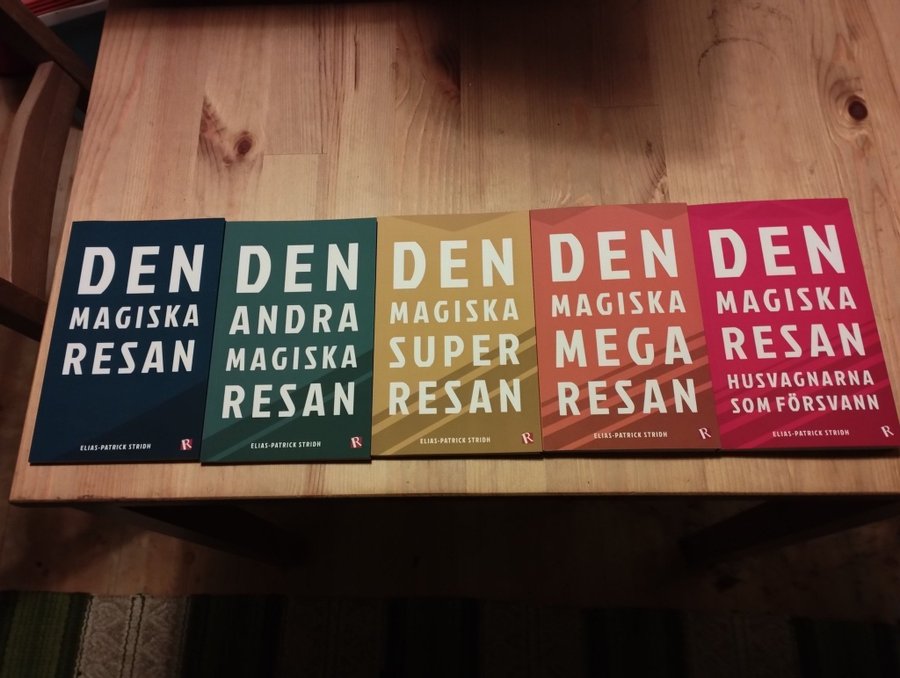 DEN
MAGISKA
RESAN
ELIAS-PATRICK STRIDH
R
DEN
ANDRA
MAGISKA
RESAN
ELIAS-PATRICK STRIDH
R
DEN
MAGISKA
SUPER
RESAN
ELIAS-PATRICK STRIDH
R
DEN
MAGISKA
MEGA
RESAN
ELIAS-PATRICK STRIDH
R
DEN
MAGISKA
RESAN
HUSVAGNARNA
SOM FÖRSVANN
ELIAS-PATRICK STRIDH
R